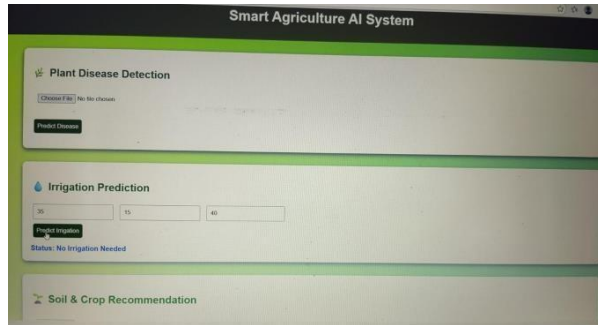 Smart Agriculture AI System
Plant Disease Detection
Choose File No file chosen
Predict Disease
Irrigation Prediction
35 15 40
Predict Irrigation
Status: No Irrigation Needed
Soil & Crop Recommendation